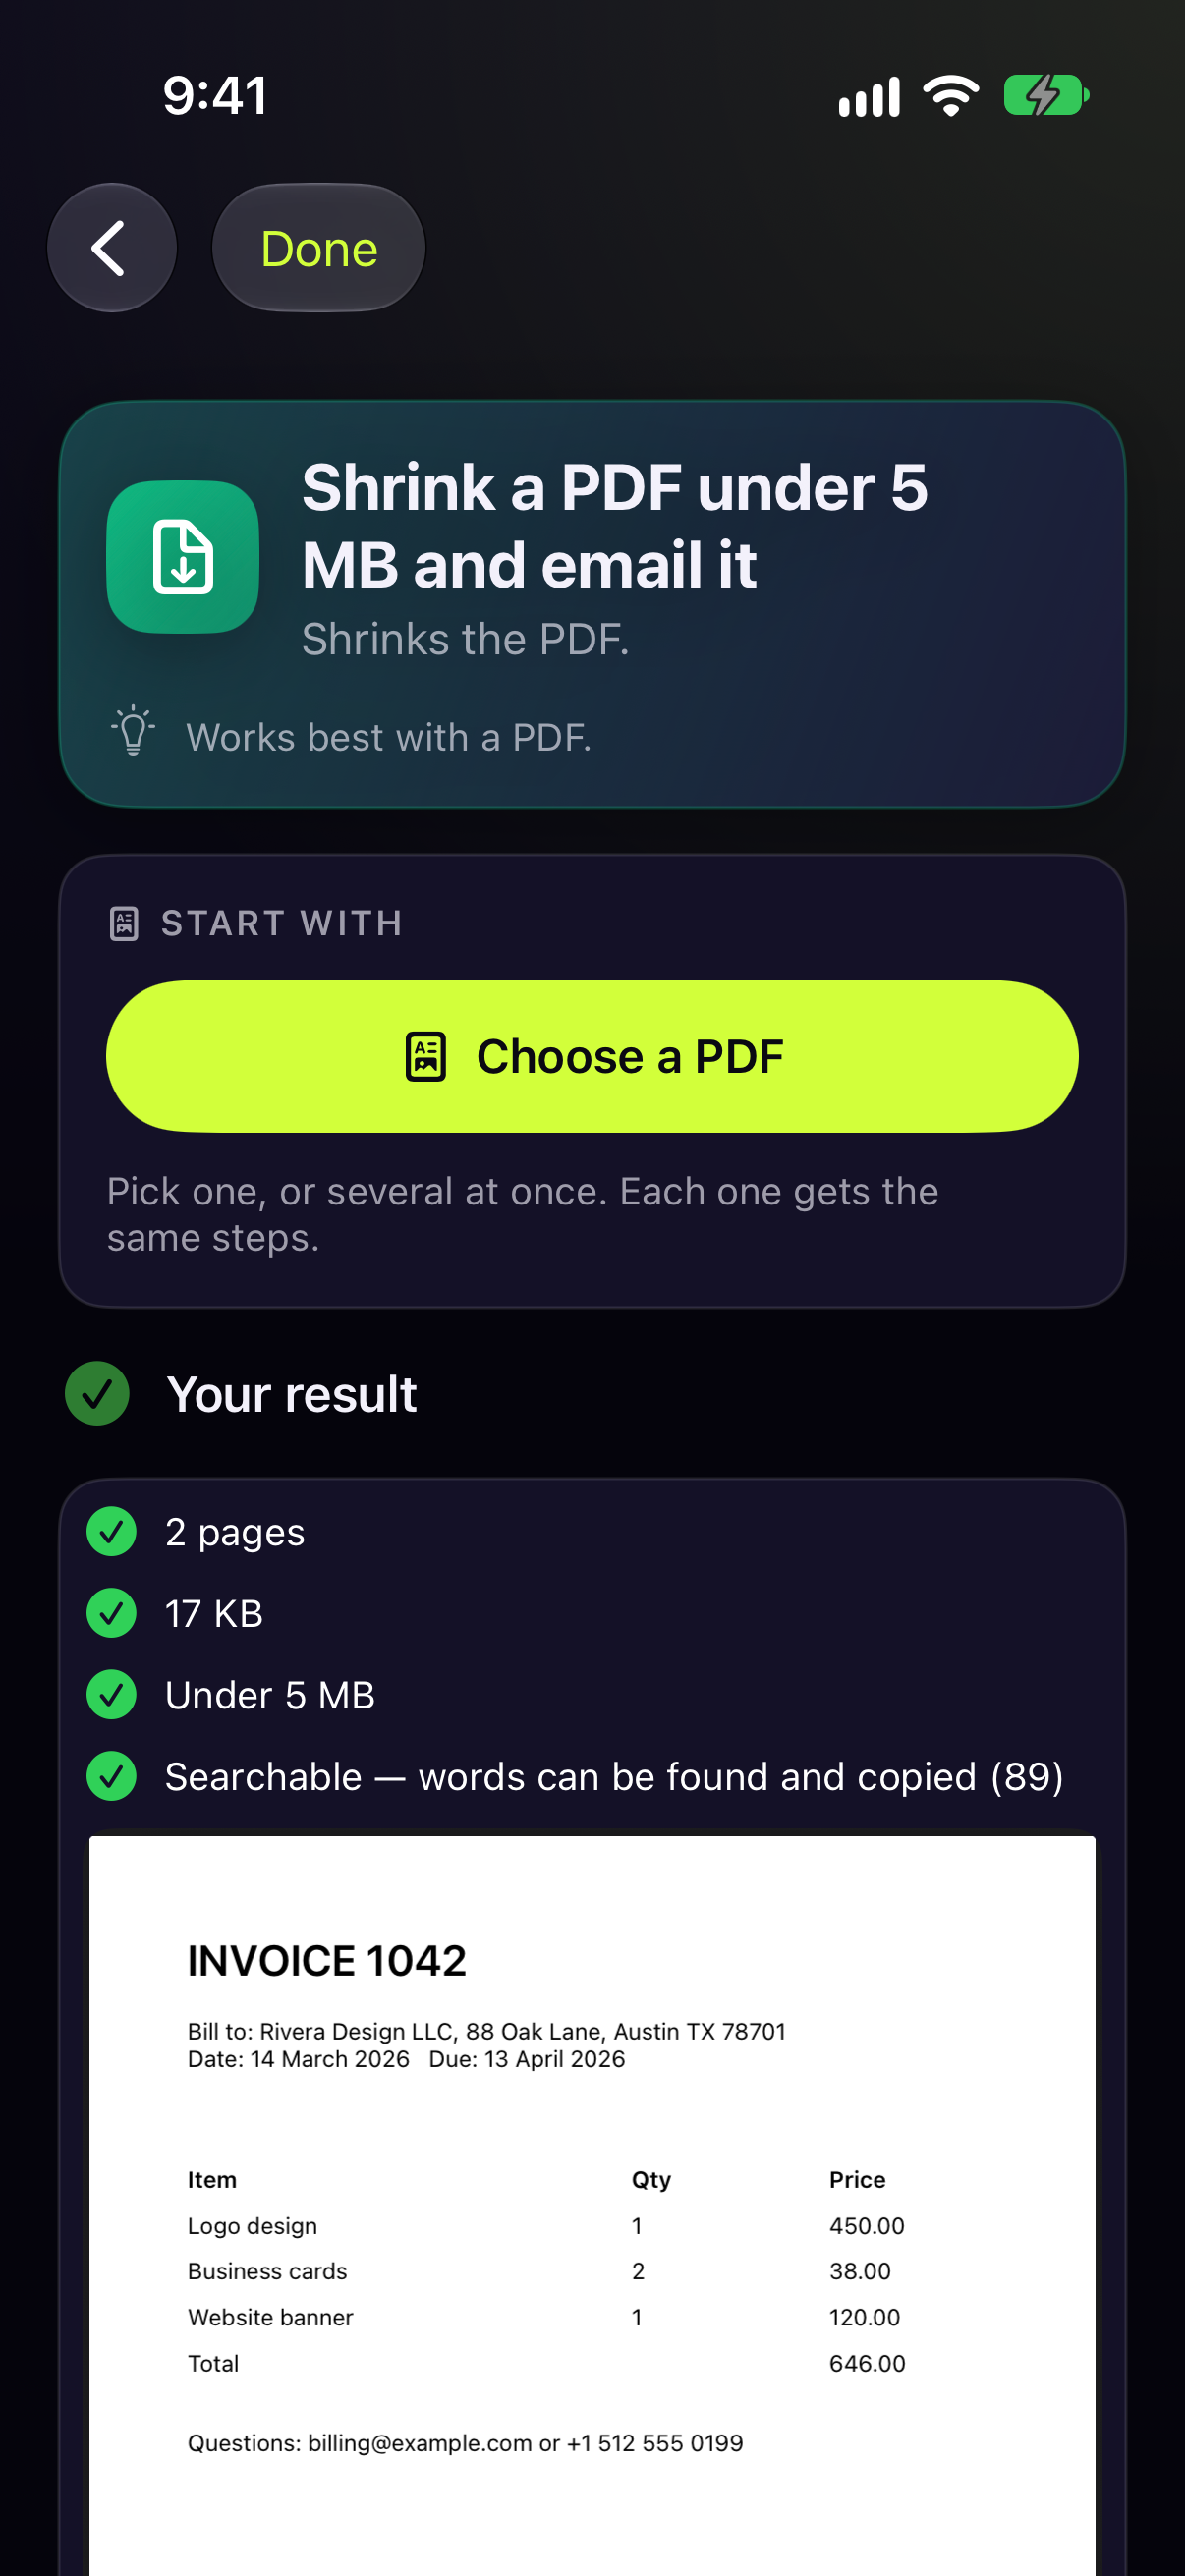 9:41
Done
Shrink a PDF under 5
MB and email it
Shrinks the PDF.
Works best with a PDF.
START WITH
Choose a PDF
Pick one, or several at once. Each one gets the
same steps.
Your result
2 pages
17 KB
Under 5 MB
Searchable — words can be found and copied (89)
INVOICE 1042
Bill to: Rivera Design LLC, 88 Oak Lane, Austin TX 78701
Date: 14 March 2026 Due: 13 April 2026
Item Qty Price
Logo design 1 450.00
Business cards 2 38.00
Website banner 1 120.00
Total 646.00
Questions: billing@example.com or +1 512 555 0199